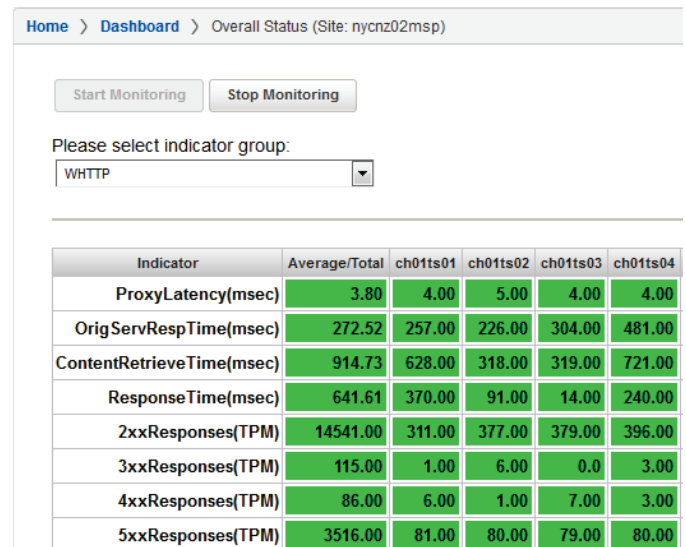 Home > Dashboard > Overall Status (Site: nycnz02msp)
Start Monitoring Stop Monitoring
Please select indicator group:
WHTTP
Indicator Average/Total ch01ts01 ch01ts02 ch01ts03 ch01ts04
ProxyLatency(msec) 3.80 4.00 5.00 4.00 4.00
OrigServRespTime(msec) 272.52 257.00 226.00 304.00 481.00
ContentRetrieveTime(msec) 914.73 628.00 318.00 319.00 721.00
ResponseTime(msec) 641.61 370.00 91.00 14.00 240.00
2xxResponses(TPM) 14541.00 311.00 377.00 379.00 396.00
3xxResponses(TPM) 115.00 1.00 6.00 0.0 3.00
4xxResponses(TPM) 86.00 6.00 1.00 7.00 3.00
5xxResponses(TPM) 3516.00 81.00 80.00 79.00 80.00